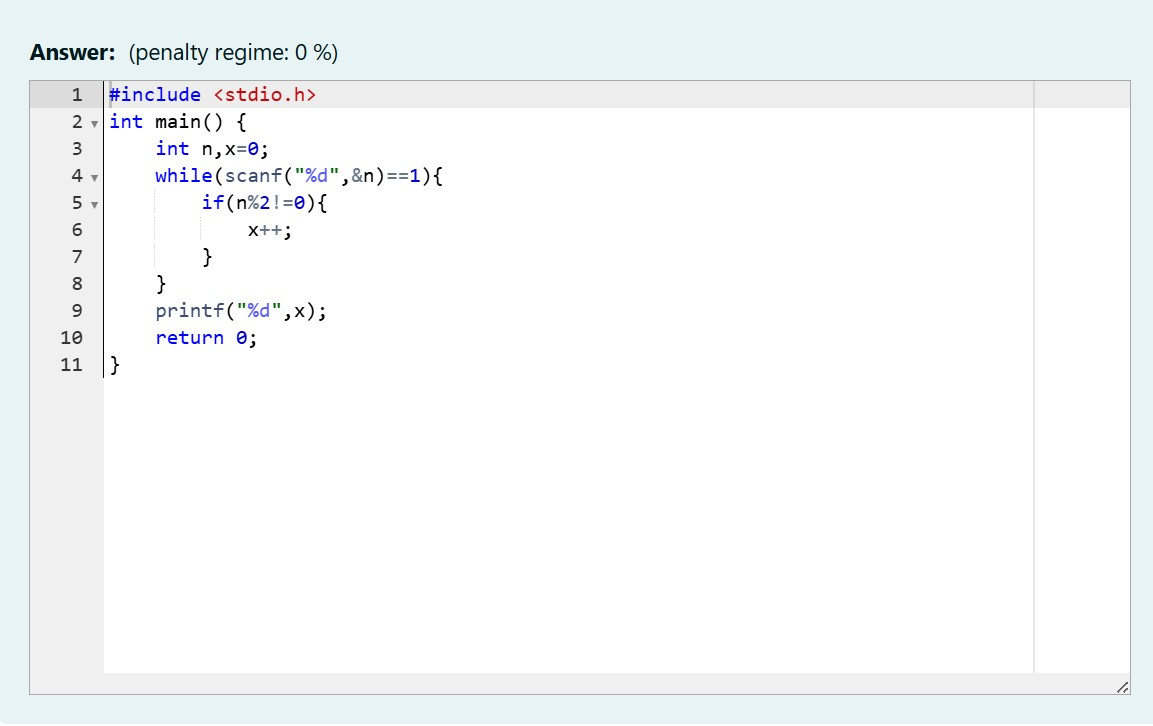 Answer: (penalty regime: 0 %)
1 #include <stdio.h>
2 int main() {
3     int n,x=0;
4     while(scanf("%d",&n)==1){
5         if(n%2!=0){
6             x++;
7         }
8     }
9     printf("%d",x);
10     return 0;
11 }